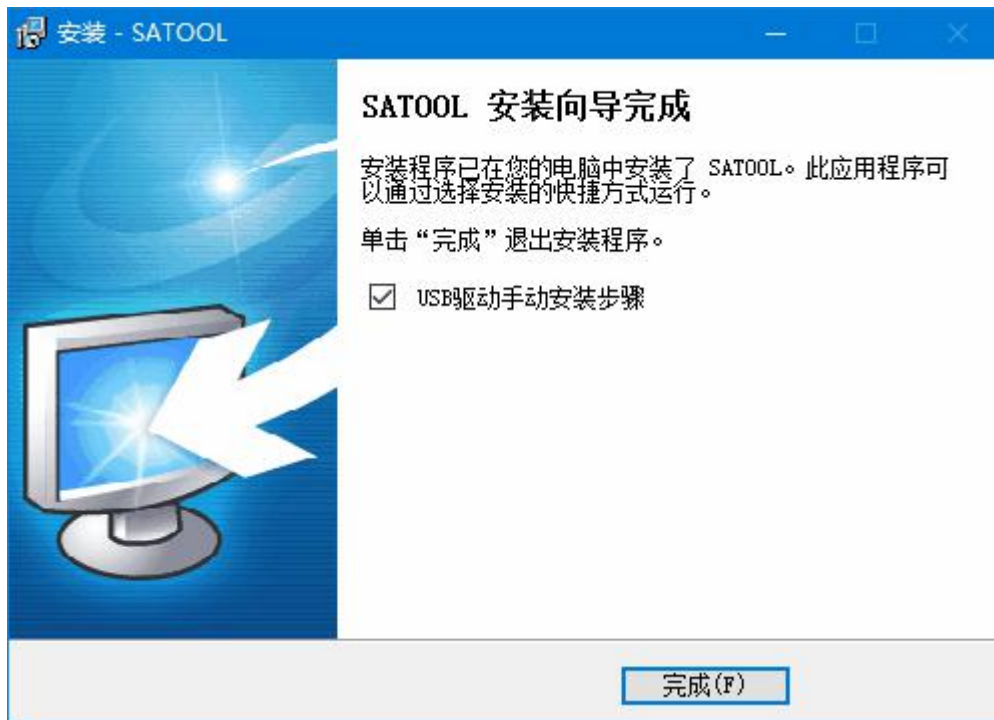 安装 - SATOOL
SATOOL 安装向导完成
安装程序已在您的电脑中安装了 SATOOL。此应用程序可
以通过选择安装的快捷方式运行。
单击“完成”退出安装程序。
USB驱动手动安装步骤
完成(F)